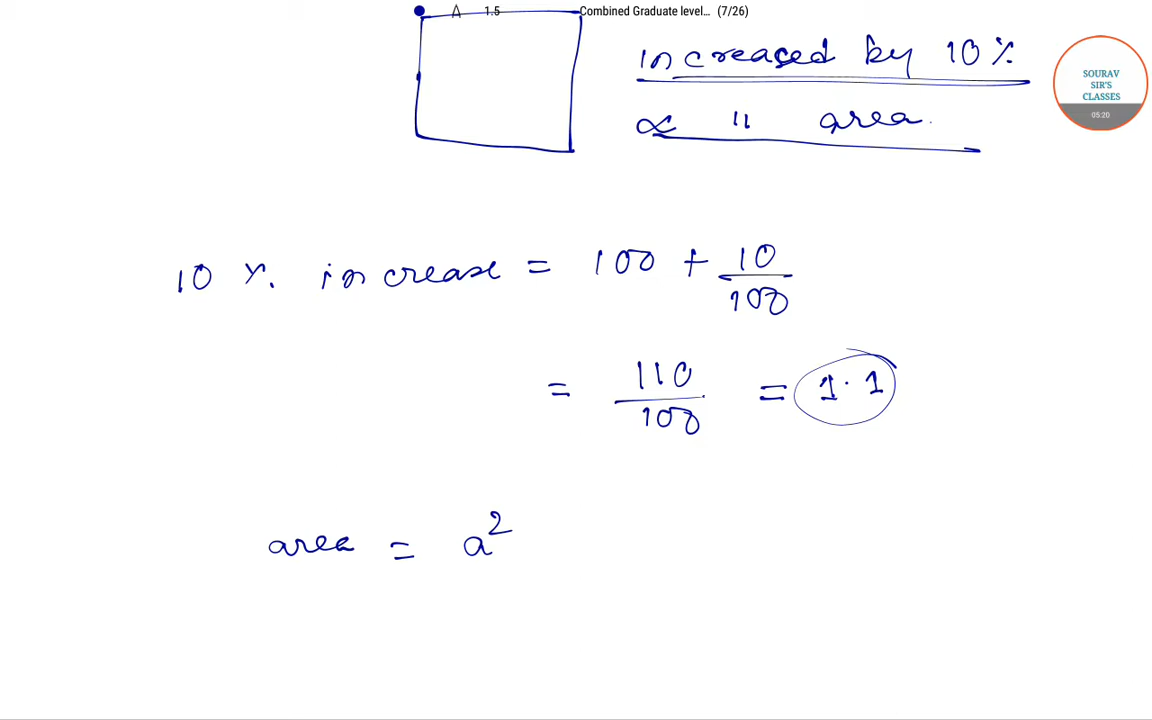 A 1.5 Combined Graduate level... (7/26)
increased by 10 %
∝ " area.
SOURAV
SIR'S
CLASSES
05:20
10 %. increase = 100 + 10/100
= 110/100 = 1.1
area = a²